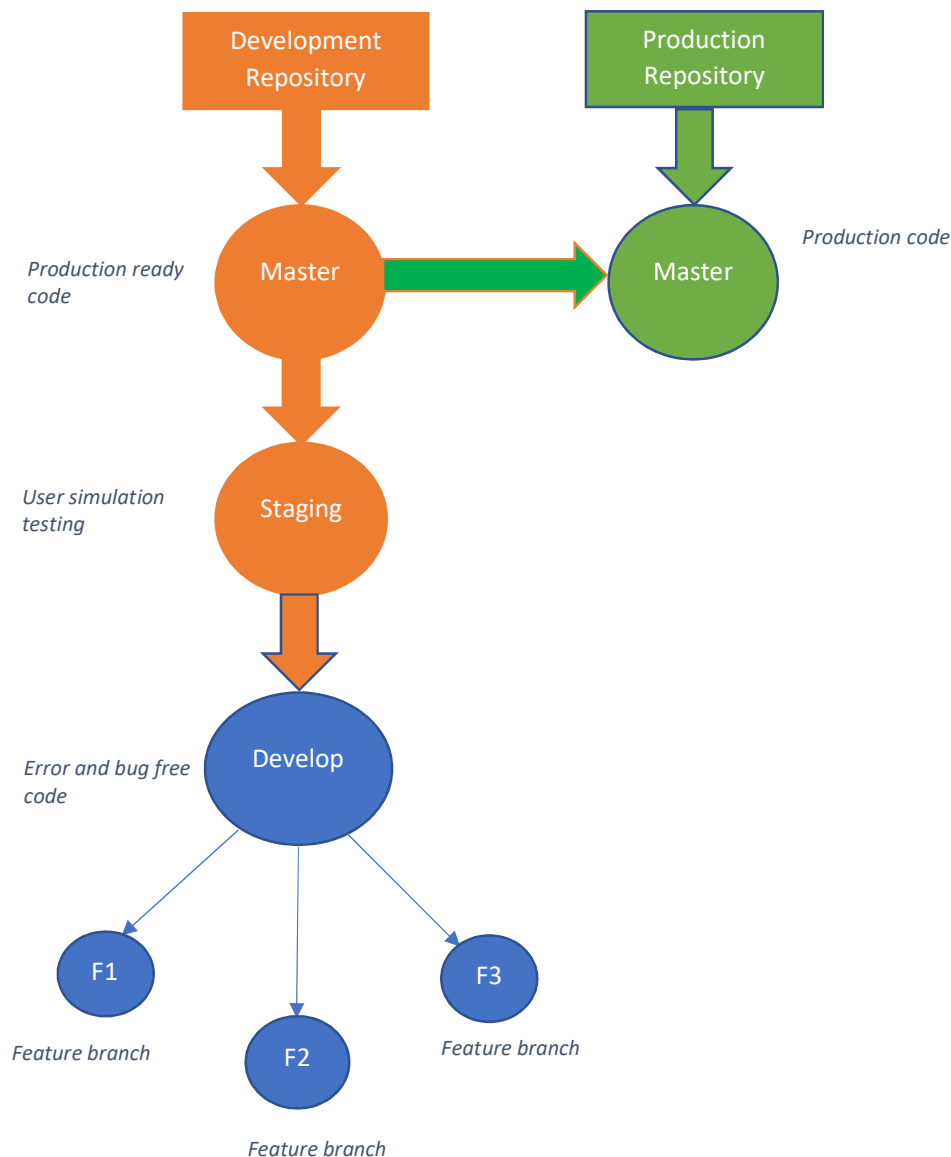 Development
Repository
Production
Repository
Production code
Production ready
code
Master
Master
User simulation
testing
Staging
Error and bug free
code
Develop
F1
F3
Feature branch
F2
Feature branch
Feature branch